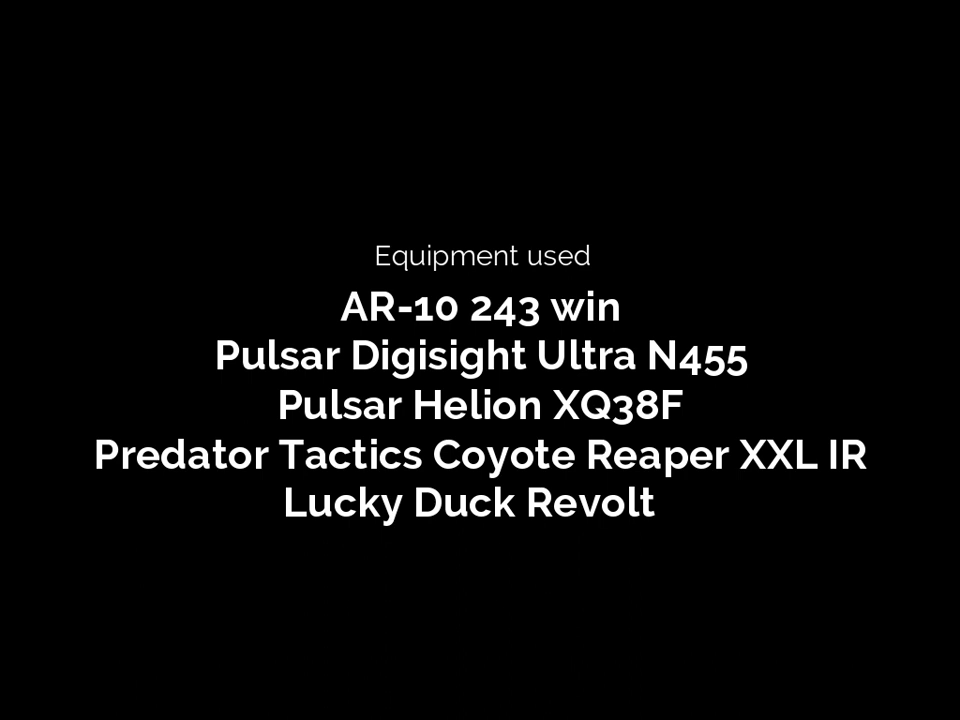 Equipment used
AR-10 243 win
Pulsar Digisight Ultra N455
Pulsar Helion XQ38F
Predator Tactics Coyote Reaper XXL IR
Lucky Duck Revolt